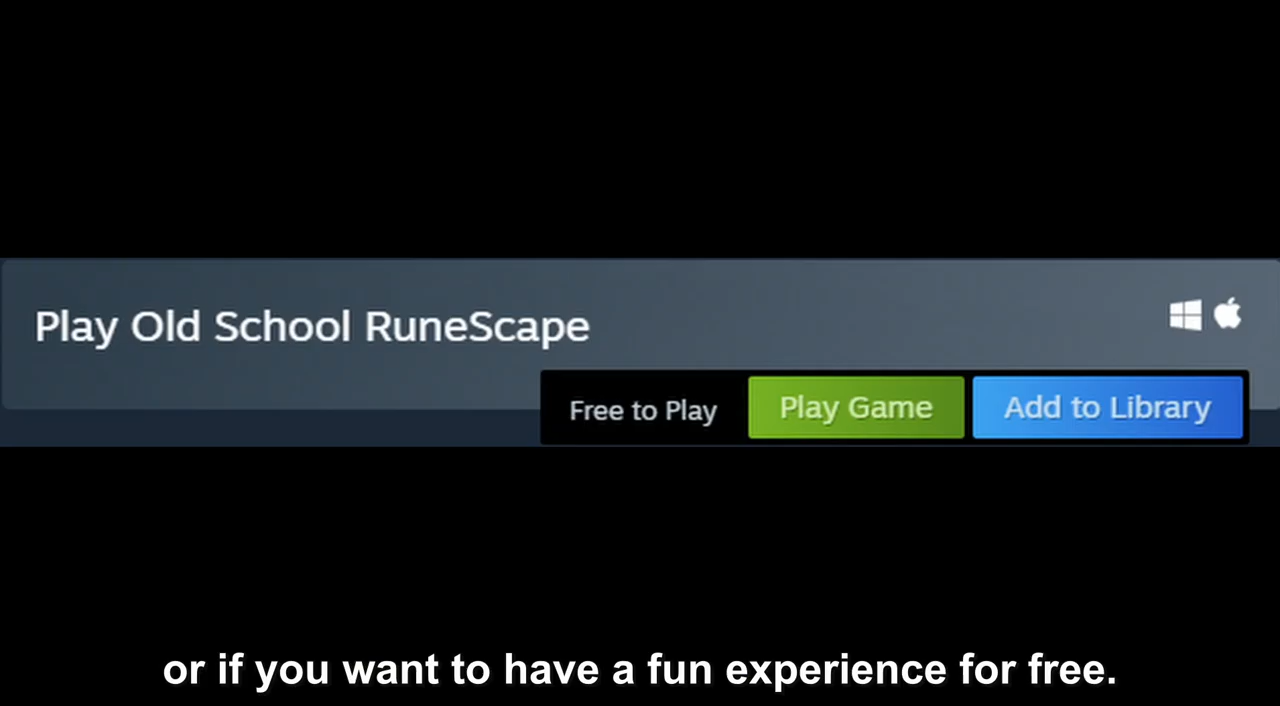 Play Old School RuneScape
Free to Play
Play Game
Add to Library
or if you want to have a fun experience for free.